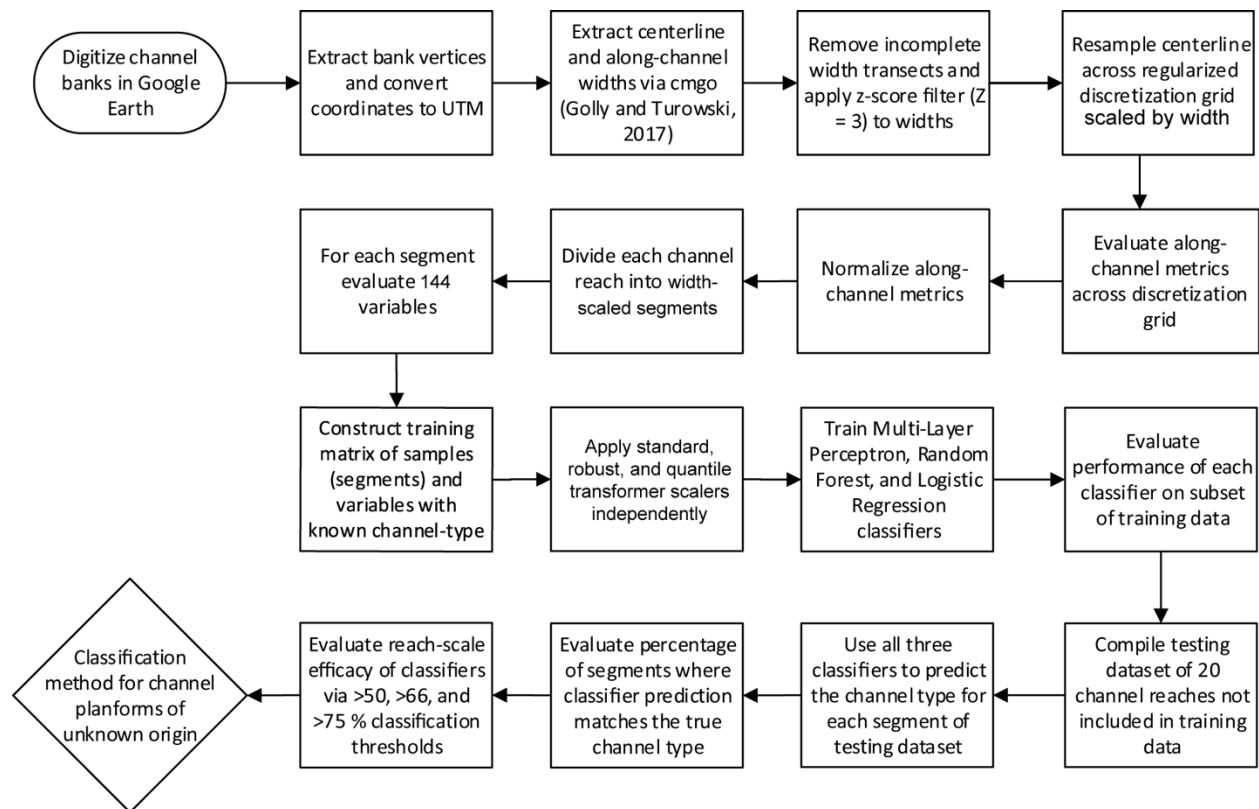 Digitize channel
banks in Google
Earth
Extract bank vertices
and convert
coordinates to UTM
Extract centerline
and along-channel
widths via cmgo
(Golly and Turowski,
2017)
Remove incomplete
width transects and
apply z-score filter (Z
= 3) to widths
Resample centerline
across regularized
discretization grid
scaled by width
Evaluate along-
channel metrics
across discretization
grid
Normalize along-
channel metrics
Divide each channel
reach into width-
scaled segments
For each segment
evaluate 144
variables
Construct training
matrix of samples
(segments) and
variables with
known channel-type
Apply standard,
robust, and quantile
transformer scalers
independently
Train Multi-Layer
Perceptron, Random
Forest, and Logistic
Regression
classifiers
Evaluate
performance of each
classifier on subset
of training data
Compile testing
dataset of 20
channel reaches not
included in training
data
Use all three
classifiers to predict
the channel type for
each segment of
testing dataset
Evaluate percentage
of segments where
classifier prediction
matches the true
channel type
Evaluate reach-scale
efficacy of classifiers
via >50, >66, and
>75 % classification
thresholds
Classification
method for channel
planforms of
unknown origin